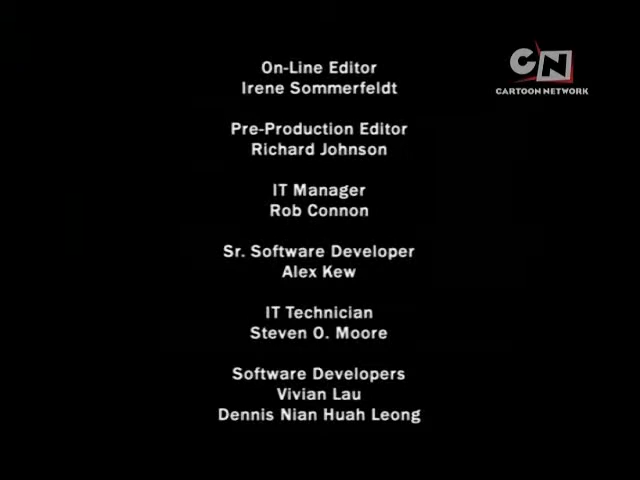 On-Line Editor
Irene Sommerfeldt
Pre-Production Editor
Richard Johnson
IT Manager
Rob Connon
Sr. Software Developer
Alex Kew
IT Technician
Steven O. Moore
Software Developers
Vivian Lau
Dennis Nian Huah Leong
CN
CARTOON NETWORK